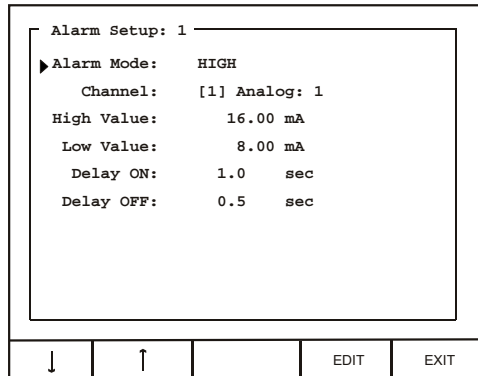 Alarm Setup: 1
Alarm Mode: HIGH
Channel: [1] Analog: 1
High Value: 16.00 mA
Low Value: 8.00 mA
Delay ON: 1.0 sec
Delay OFF: 0.5 sec
↓ ↑ EDIT EXIT